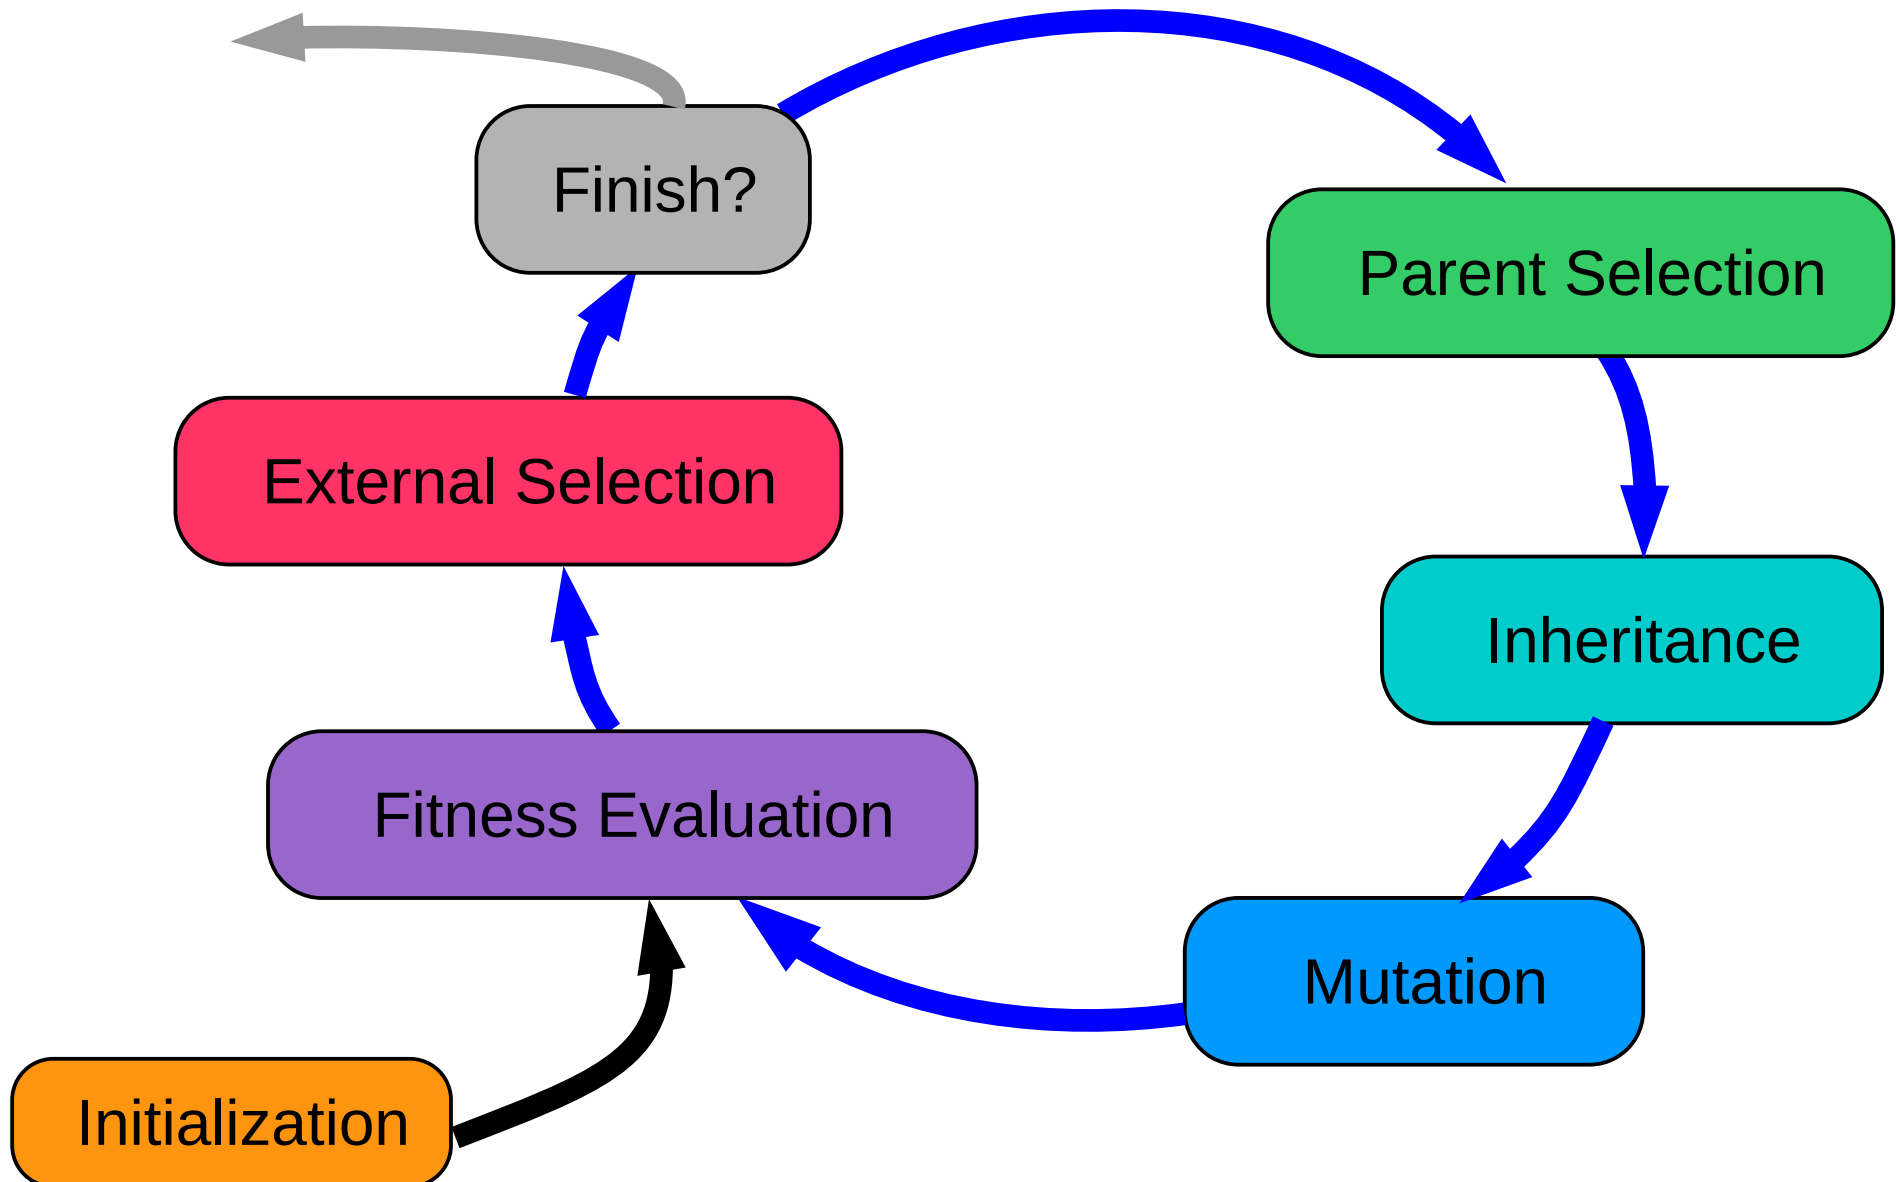 Finish?
Parent Selection
External Selection
Inheritance
Fitness Evaluation
Mutation
Initialization